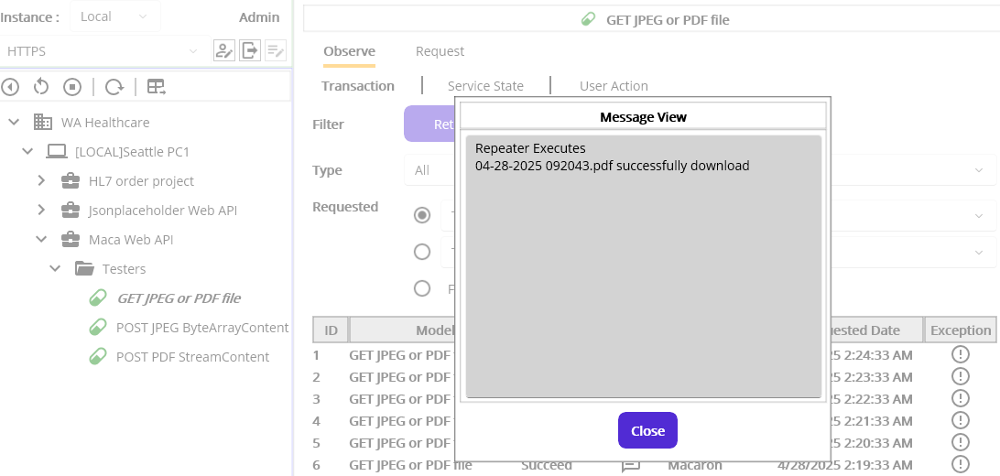 Instance : Local Admin
HTTPS
WA Healthcare
[LOCAL]Seattle PC1
HL7 order project
Jsonplaceholder Web API
Maca Web API
Testers
GET JPEG or PDF file
POST JPEG ByteArrayContent
POST PDF StreamContent
GET JPEG or PDF file
Observe Request
Transaction | Service State | User Action
Filter Ret
Type All
Requested
F
Message View
Repeater Executes
04-28-2025 092043.pdf successfully download
Close
ID Model uested Date Exception
1 GET JPEG or PDF 25 2:24:33 AM
2 GET JPEG or PDF 25 2:23:33 AM
3 GET JPEG or PDF 25 2:22:33 AM
4 GET JPEG or PDF 25 2:21:33 AM
5 GET JPEG or PDF 25 2:20:33 AM
6 GET JPEG or PDF file Succeed Macaron 4/28/2025 2:19:33 AM